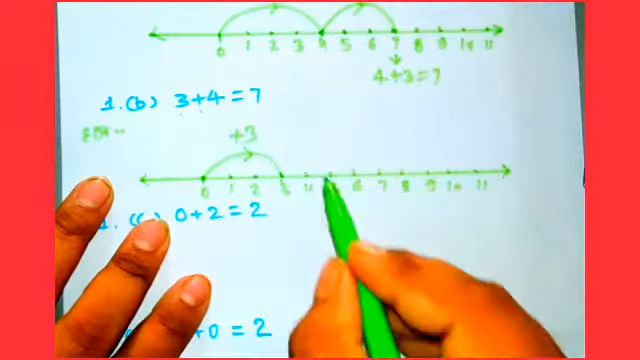 0 1 2 3 4 5 6 7 8 9 10 11
4+3=7
1.(b) 3+4=7
+3
0 1 2 3 4 6 7 8 9 10 11
1. (c) 0+2=2
+0=2